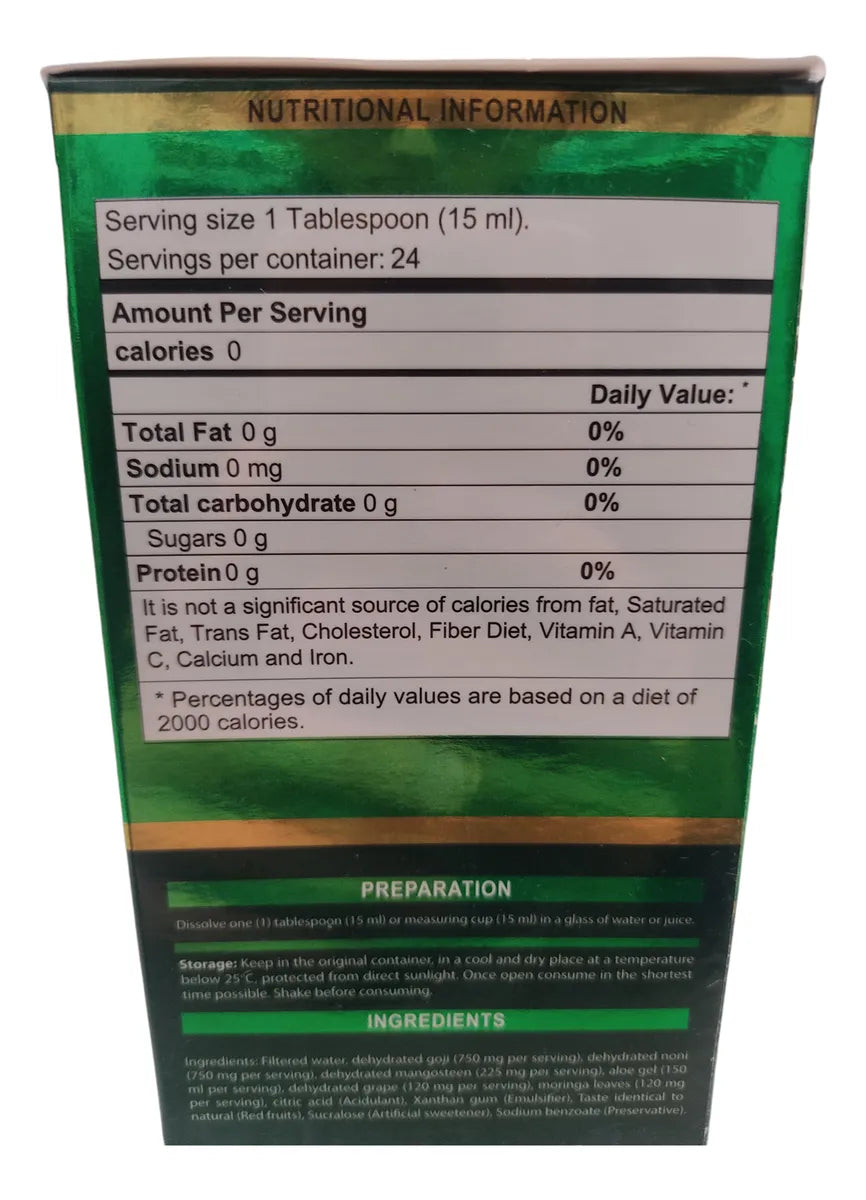 NUTRITIONAL INFORMATION
Serving size 1 Tablespoon (15 ml).
Servings per container: 24
Amount Per Serving
calories 0
Daily Value: *
Total Fat 0 g 0%
Sodium 0 mg 0%
Total carbohydrate 0 g 0%
Sugars 0 g
Protein 0 g 0%
It is not a significant source of calories from fat, Saturated
Fat, Trans Fat, Cholesterol, Fiber Diet, Vitamin A, Vitamin
C, Calcium and Iron.
* Percentages of daily values are based on a diet of
2000 calories.
PREPARATION
Dissolve one (1) tablespoon (15 ml) or measuring cup (15 ml) in a glass of water or juice.
Storage: Keep in the original container, in a cool and dry place at a temperature
below 25°C, protected from direct sunlight. Once open consume in the shortest
time possible. Shake before consuming.
INGREDIENTS
Ingredients: Filtered water, dehydrated goji (750 mg per serving), dehydrated noni
(750 mg per serving), dehydrated mangosteen (225 mg per serving), aloe gel (150
ml per serving), dehydrated grape (120 mg per serving), moringa leaves (120 mg
per serving), citric acid (Acidulant), Xanthan gum (Emulsifier), Taste identical to
natural (Red fruits), Sucralose (Artificial sweetener), Sodium benzoate (Preservative).